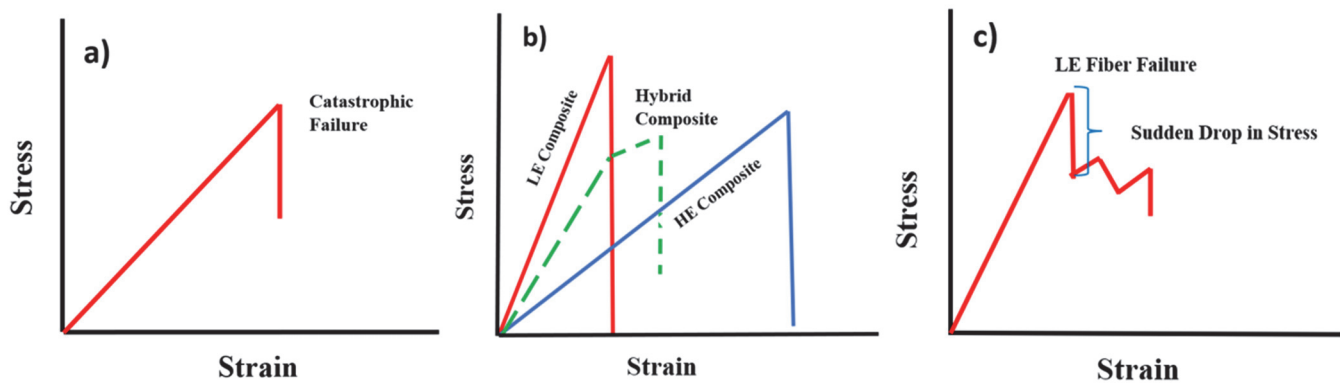 a)
Catastrophic
Failure
Stress
Strain
b)
LE Composite
Hybrid
Composite
HE Composite
Stress
Strain
c)
LE Fiber Failure
Sudden Drop in Stress
Stress
Strain